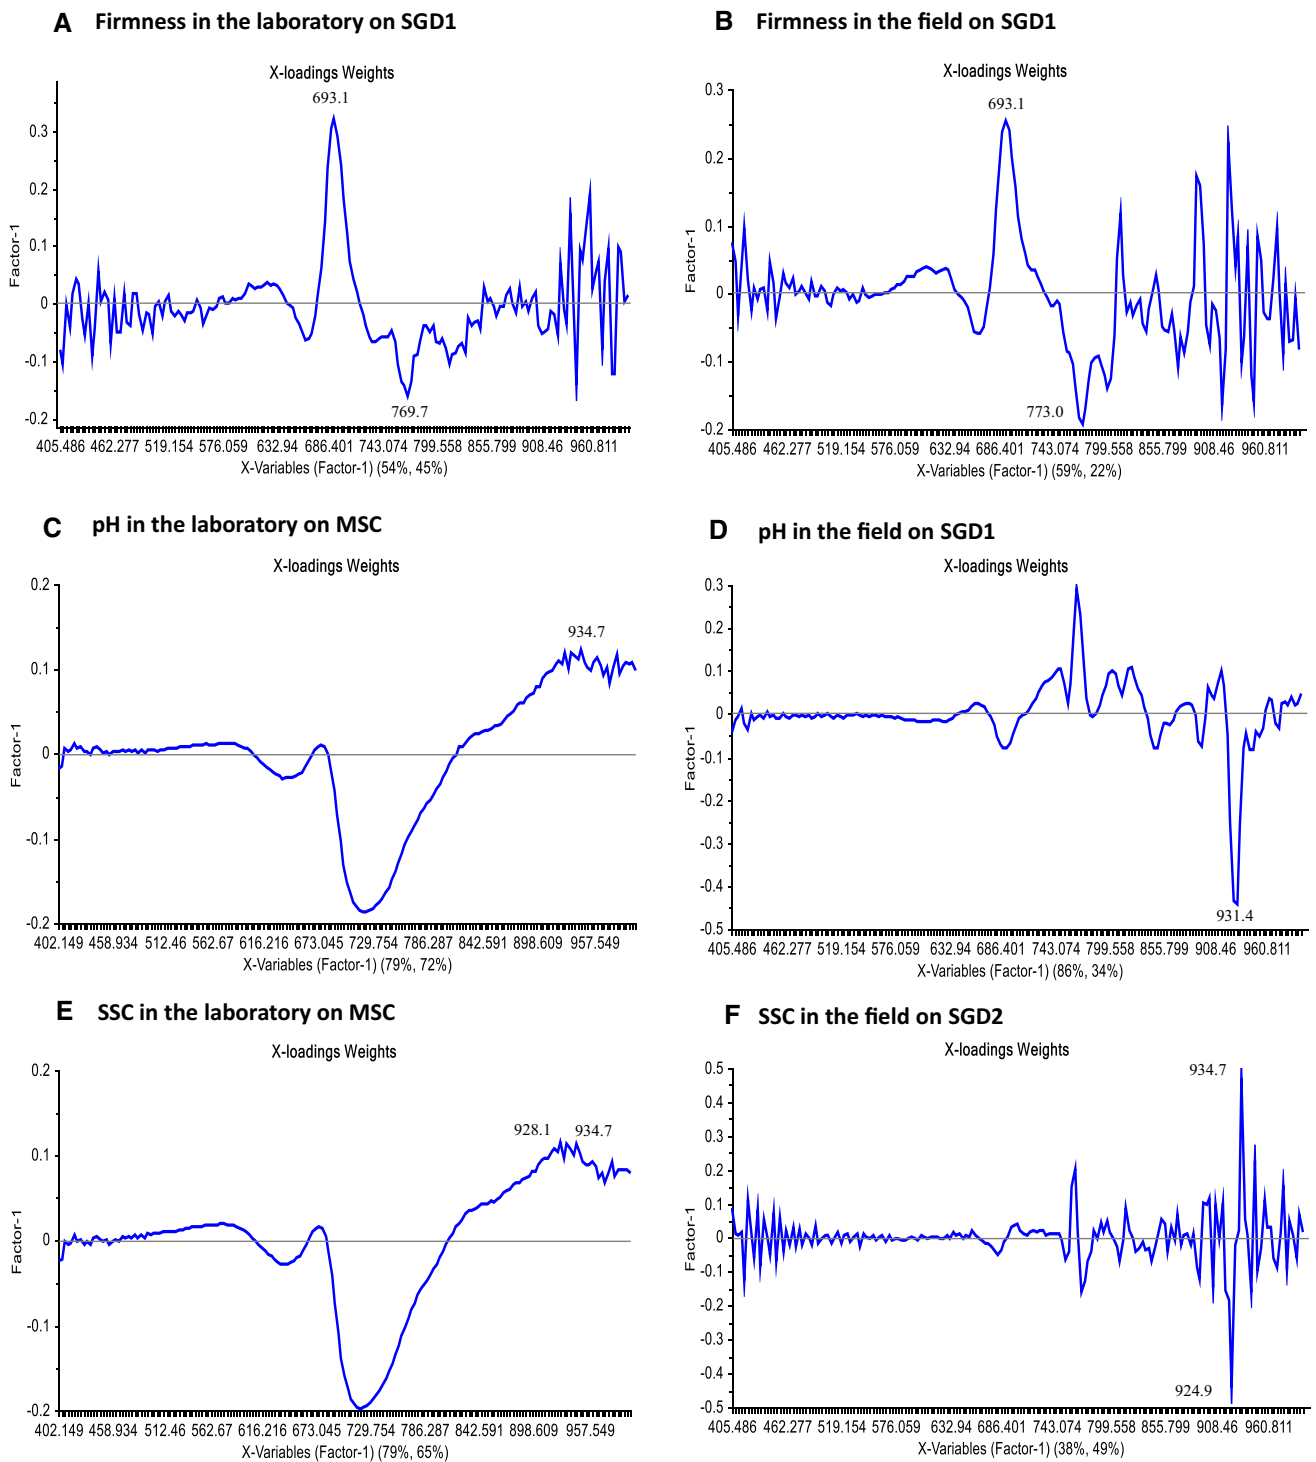 A Firmness in the laboratory on SGD1
X-loadings Weights
693.1
0.3
0.2
0.1
0
-0.1
-0.2
Factor-1
769.7
405.486 462.277 519.154 576.059 632.94 686.401 743.074 799.558 855.799 908.46 960.811
X-Variables (Factor-1) (54%, 45%)
B Firmness in the field on SGD1
X-loadings Weights
693.1
0.3
0.2
0.1
0
-0.1
-0.2
Factor-1
773.0
405.486 462.277 519.154 576.059 632.94 686.401 743.074 799.558 855.799 908.46 960.811
X-Variables (Factor-1) (59%, 22%)
C pH in the laboratory on MSC
X-loadings Weights
934.7
0.2
0.1
0
-0.1
-0.2
Factor-1
402.149 458.934 512.46 562.67 616.216 673.045 729.754 786.287 842.591 898.609 957.549
X-Variables (Factor-1) (79%, 72%)
D pH in the field on SGD1
X-loadings Weights
0.3
0.2
0.1
0
-0.1
-0.2
-0.3
-0.4
-0.5
Factor-1
931.4
405.486 462.277 519.154 576.059 632.94 686.401 743.074 799.558 855.799 908.46 960.811
X-Variables (Factor-1) (86%, 34%)
E SSC in the laboratory on MSC
X-loadings Weights
928.1 934.7
0.2
0.1
0
-0.1
-0.2
Factor-1
402.149 458.934 512.46 562.67 616.216 673.045 729.754 786.287 842.591 898.609 957.549
X-Variables (Factor-1) (79%, 65%)
F SSC in the field on SGD2
X-loadings Weights
934.7
0.5
0.4
0.3
0.2
0.1
0
-0.1
-0.2
-0.3
-0.4
-0.5
Factor-1
924.9
405.486 462.277 519.154 576.059 632.94 686.401 743.074 799.558 855.799 908.46 960.811
X-Variables (Factor-1) (38%, 49%)